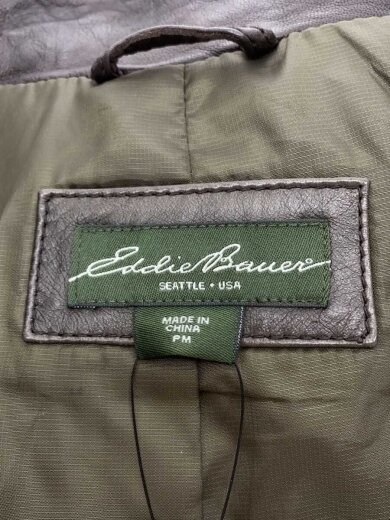 Eddie Bauer
SEATTLE • USA
MADE IN
CHINA
PM